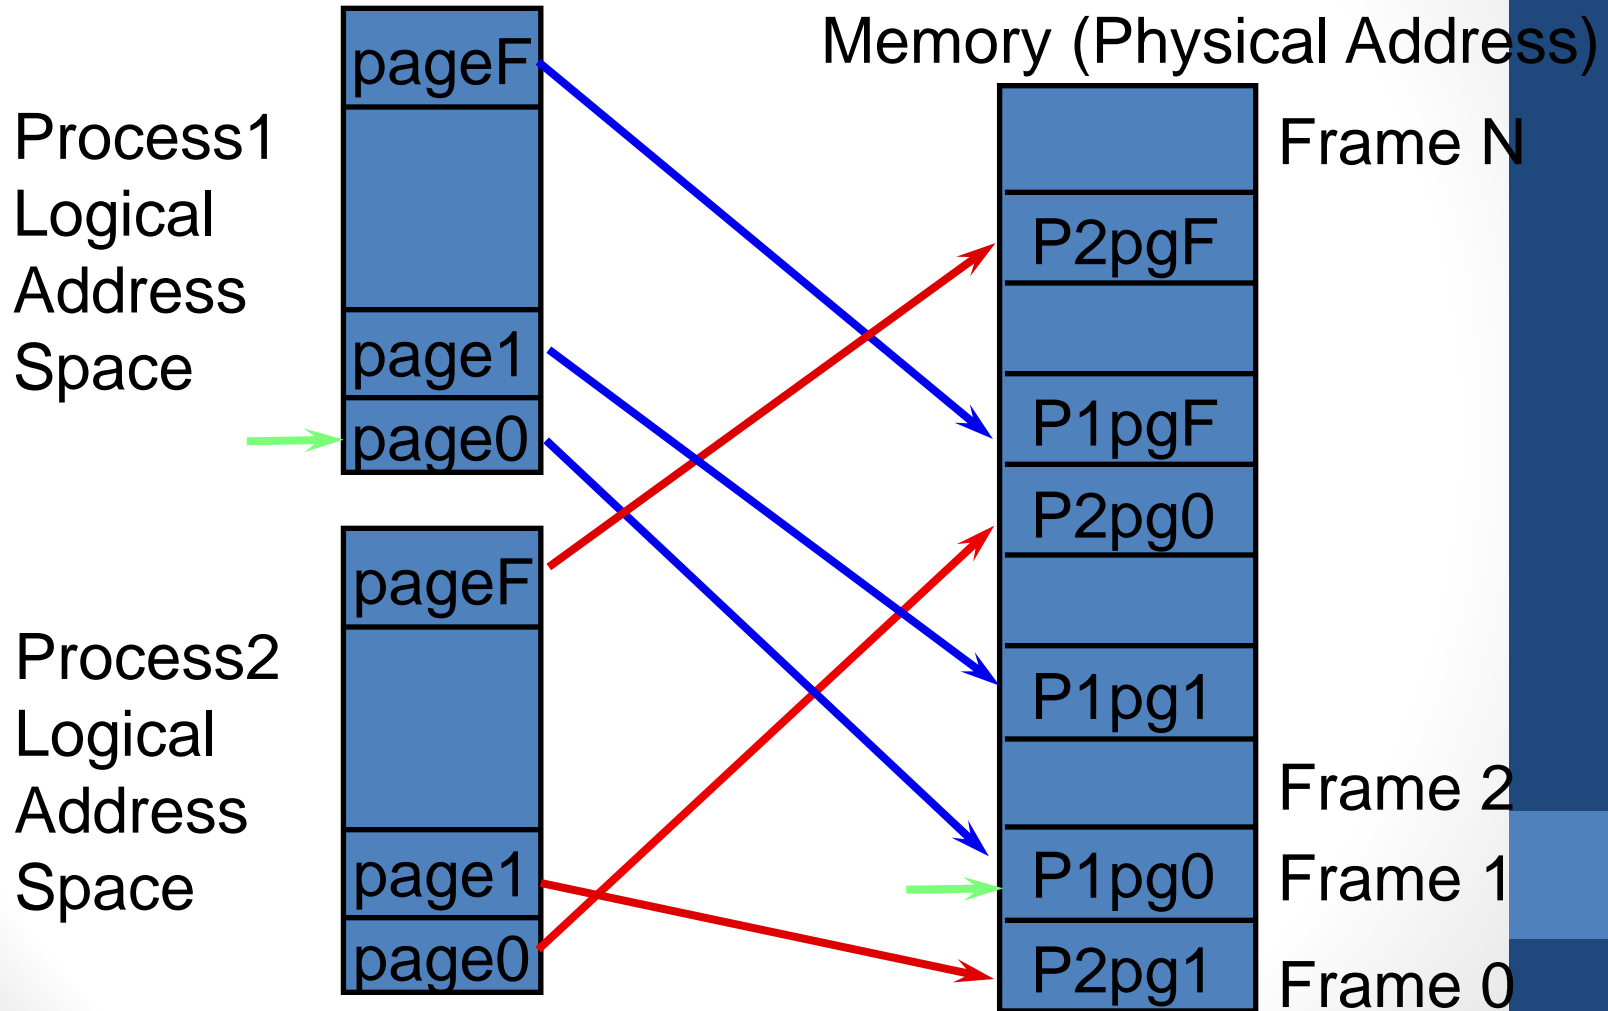 Memory (Physical Address)
Process1
Logical
Address
Space
pageF
page1
page0
Process2
Logical
Address
Space
pageF
page1
page0
Frame N
P2pgF
P1pgF
P2pg0
P1pg1
Frame 2
P1pg0
Frame 1
P2pg1
Frame 0